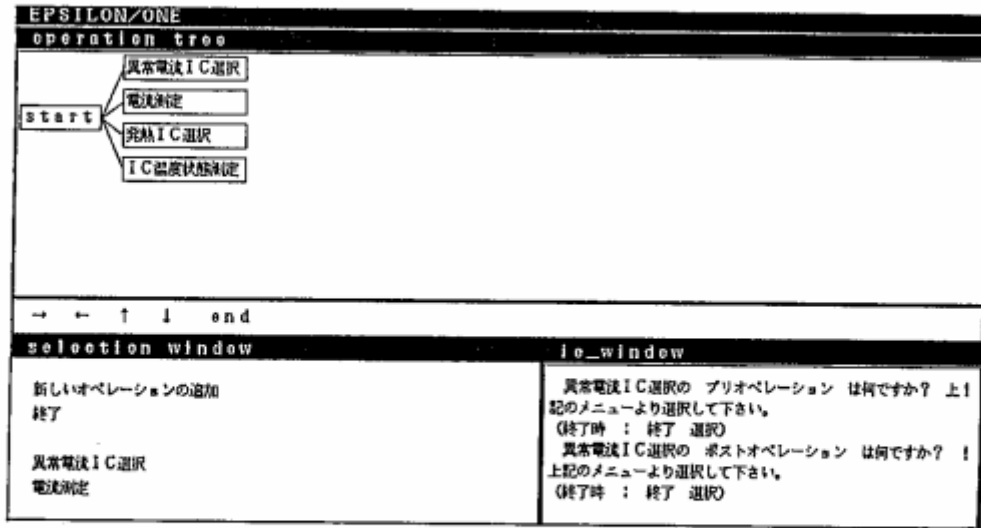 EPSILON/ONE
operation tree
異常電流IC選択
電流測定
start
発熱IC選択
IC温度状態測定
→ ← ↑ ↓ end
selection window
新しいオペレーションの追加
終了
異常電流IC選択
電流測定
io_window
異常電流IC選択の プリオペレーション は何ですか? 上!
記のメニューより選択して下さい。
(終了時 : 終了 選択)
異常電流IC選択の ポストオペレーション は何ですか? !
上記のメニューより選択して下さい。
(終了時 : 終了 選択)